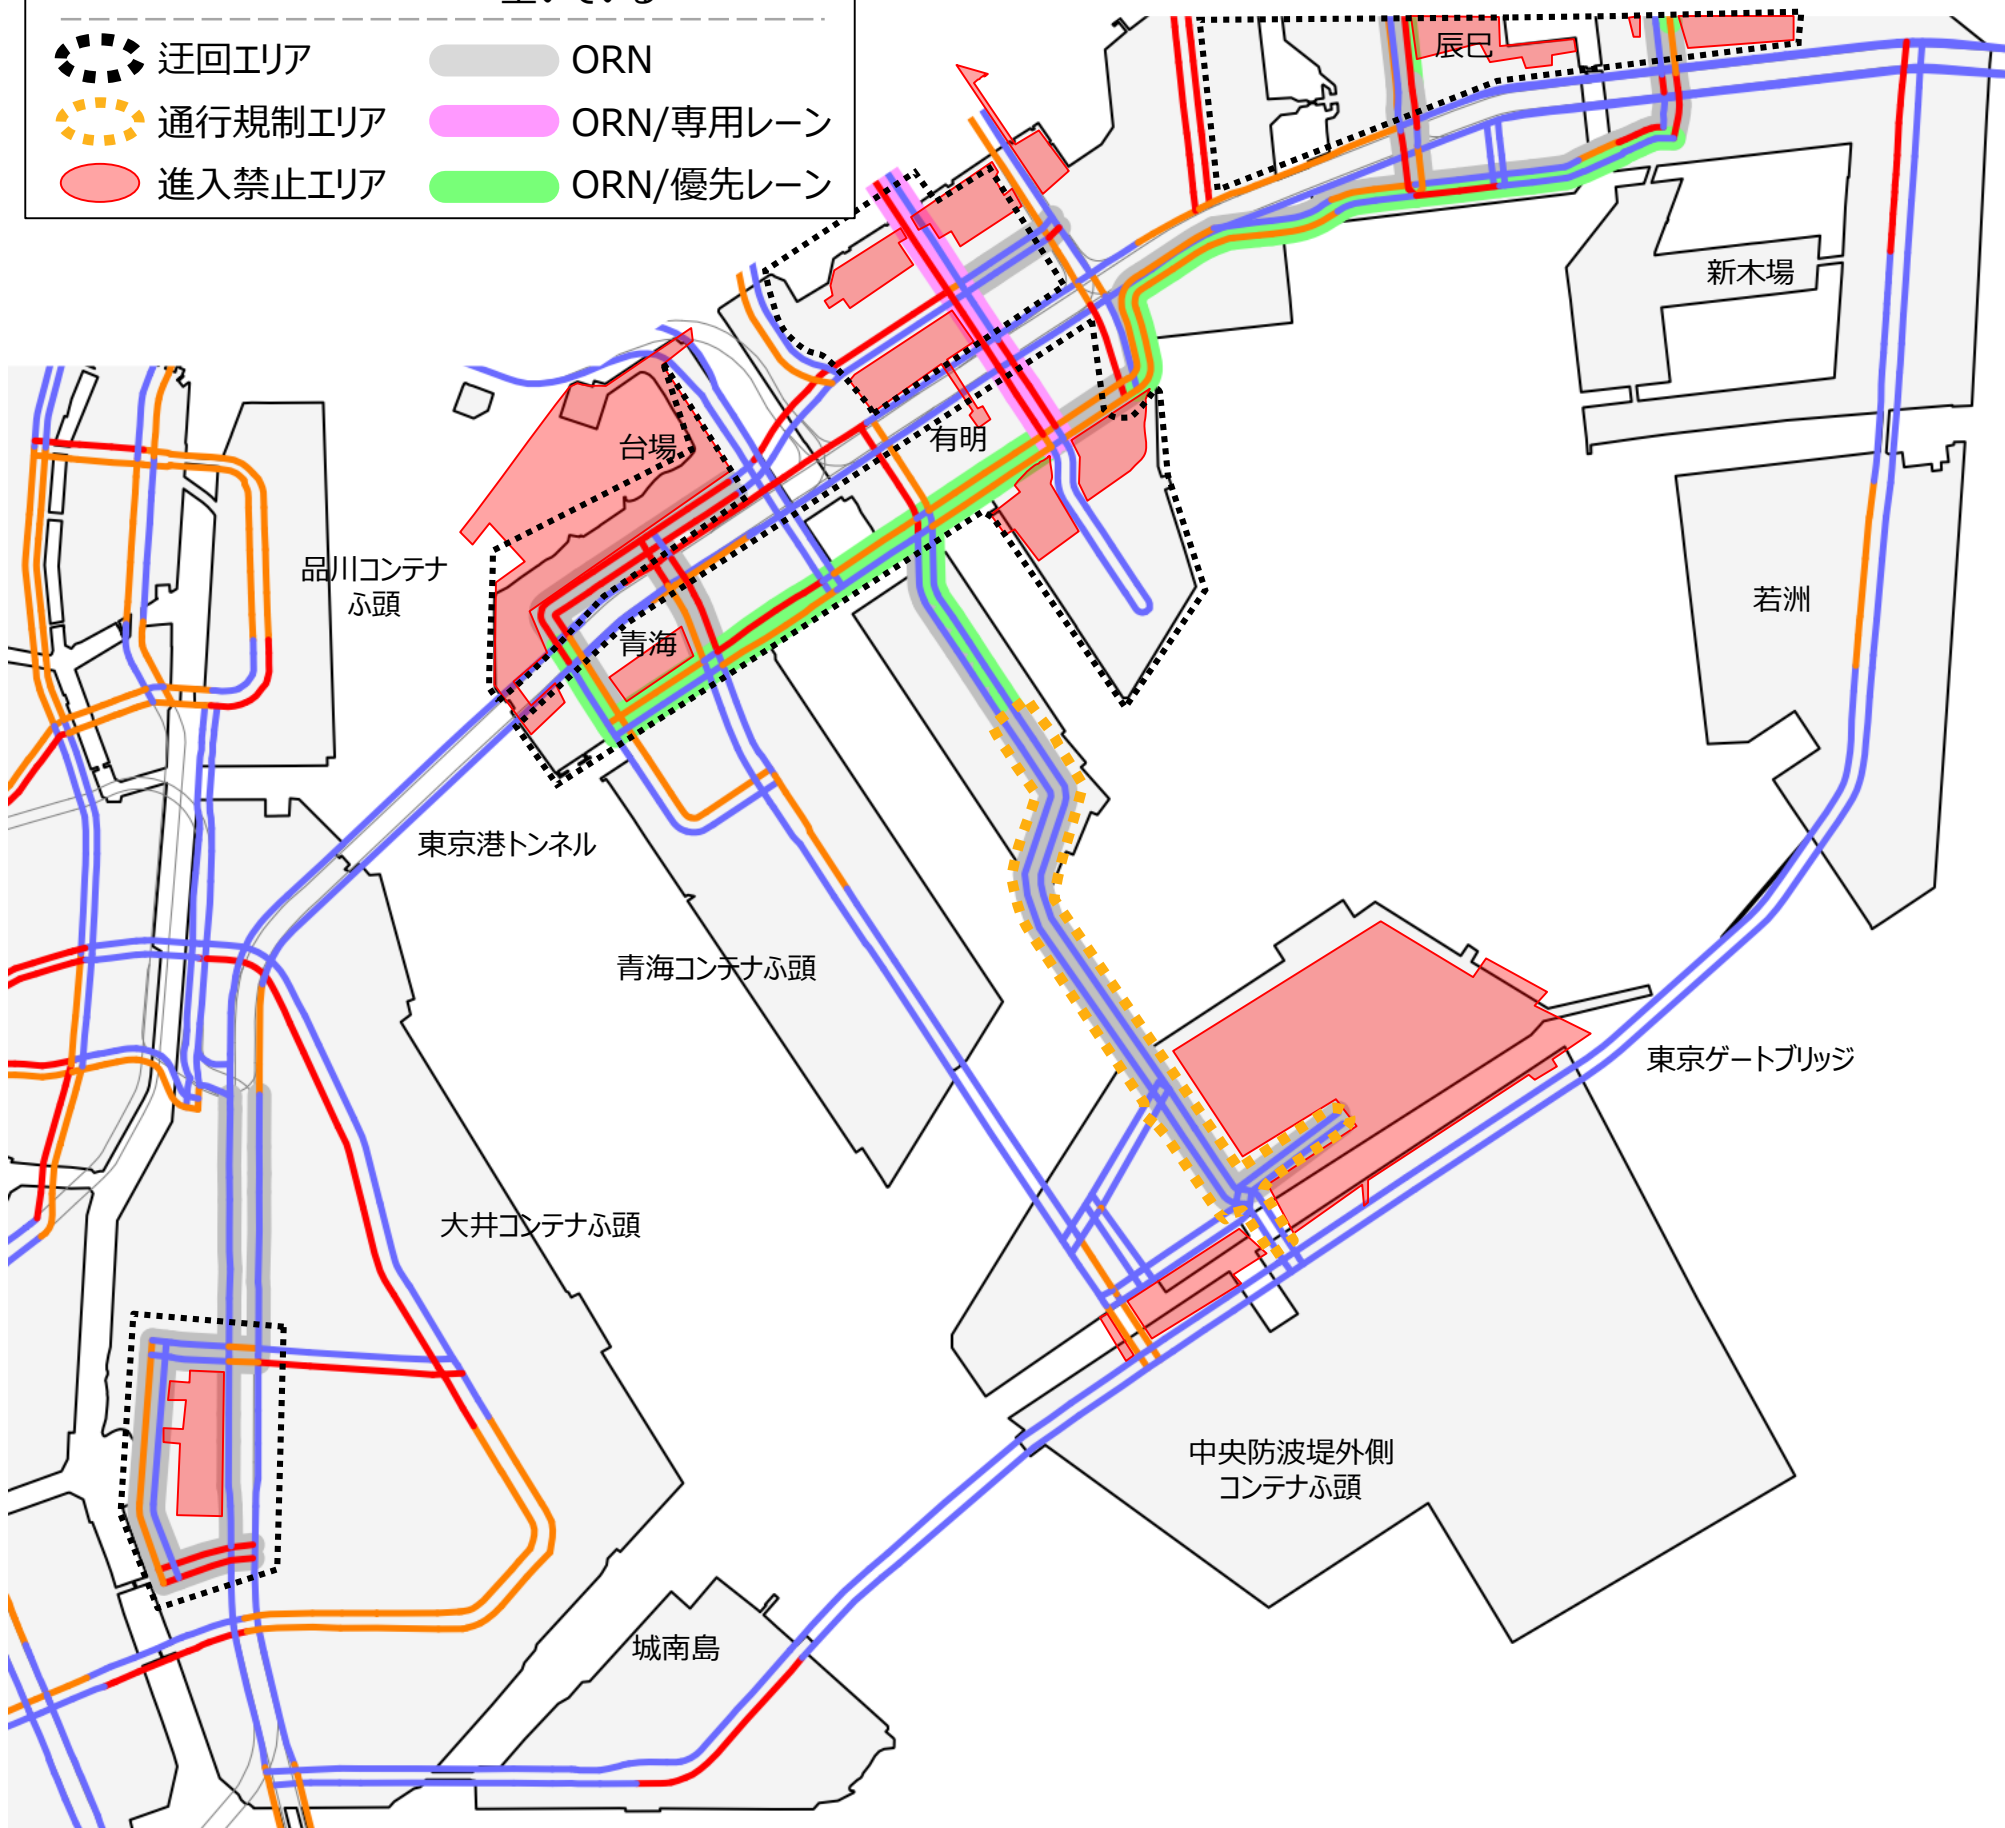 空いている
迂回エリア
ORN
通行規制エリア
ORN/専用レーン
進入禁止エリア
ORN/優先レーン
辰巳
新木場
有明
台場
品川コンテナ
ふ頭
若洲
青海
東京港トンネル
青海コンテナふ頭
東京ゲートブリッジ
大井コンテナふ頭
中央防波堤外側
コンテナふ頭
城南島